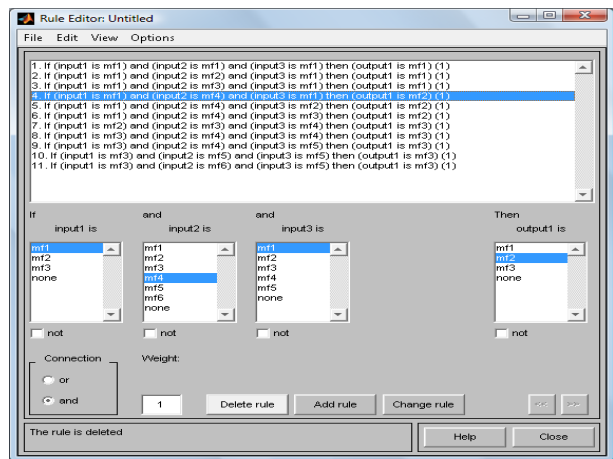 Rule Editor: Untitled
File Edit View Options
1. If (input1 is mf1) and (input2 is mf1) and (input3 is mf1) then (output1 is mf1) (1)
2. If (input1 is mf1) and (input2 is mf2) and (input3 is mf1) then (output1 is mf1) (1)
3. If (input1 is mf1) and (input2 is mf3) and (input3 is mf1) then (output1 is mf1) (1)
4. If (input1 is mf1) and (input2 is mf4) and (input3 is mf1) then (output1 is mf2) (1)
5. If (input1 is mf1) and (input2 is mf4) and (input3 is mf2) then (output1 is mf2) (1)
6. If (input1 is mf1) and (input2 is mf4) and (input3 is mf3) then (output1 is mf2) (1)
7. If (input1 is mf2) and (input2 is mf3) and (input3 is mf4) then (output1 is mf3) (1)
8. If (input1 is mf3) and (input2 is mf4) and (input3 is mf4) then (output1 is mf3) (1)
9. If (input1 is mf3) and (input2 is mf4) and (input3 is mf5) then (output1 is mf3) (1)
10. If (input1 is mf3) and (input2 is mf5) and (input3 is mf5) then (output1 is mf3) (1)
11. If (input1 is mf3) and (input2 is mf6) and (input3 is mf5) then (output1 is mf3) (1)
If and and Then
input1 is input2 is input3 is output1 is
mf1 mf1 mf1 mf1
mf2 mf2 mf2 mf2
mf3 mf3 mf3 mf3
none mf4 mf4 none
mf5 mf5
mf6 none
none
not not not not
Connection Weight:
or
and 1 Delete rule Add rule Change rule << >>
The rule is deleted Help Close